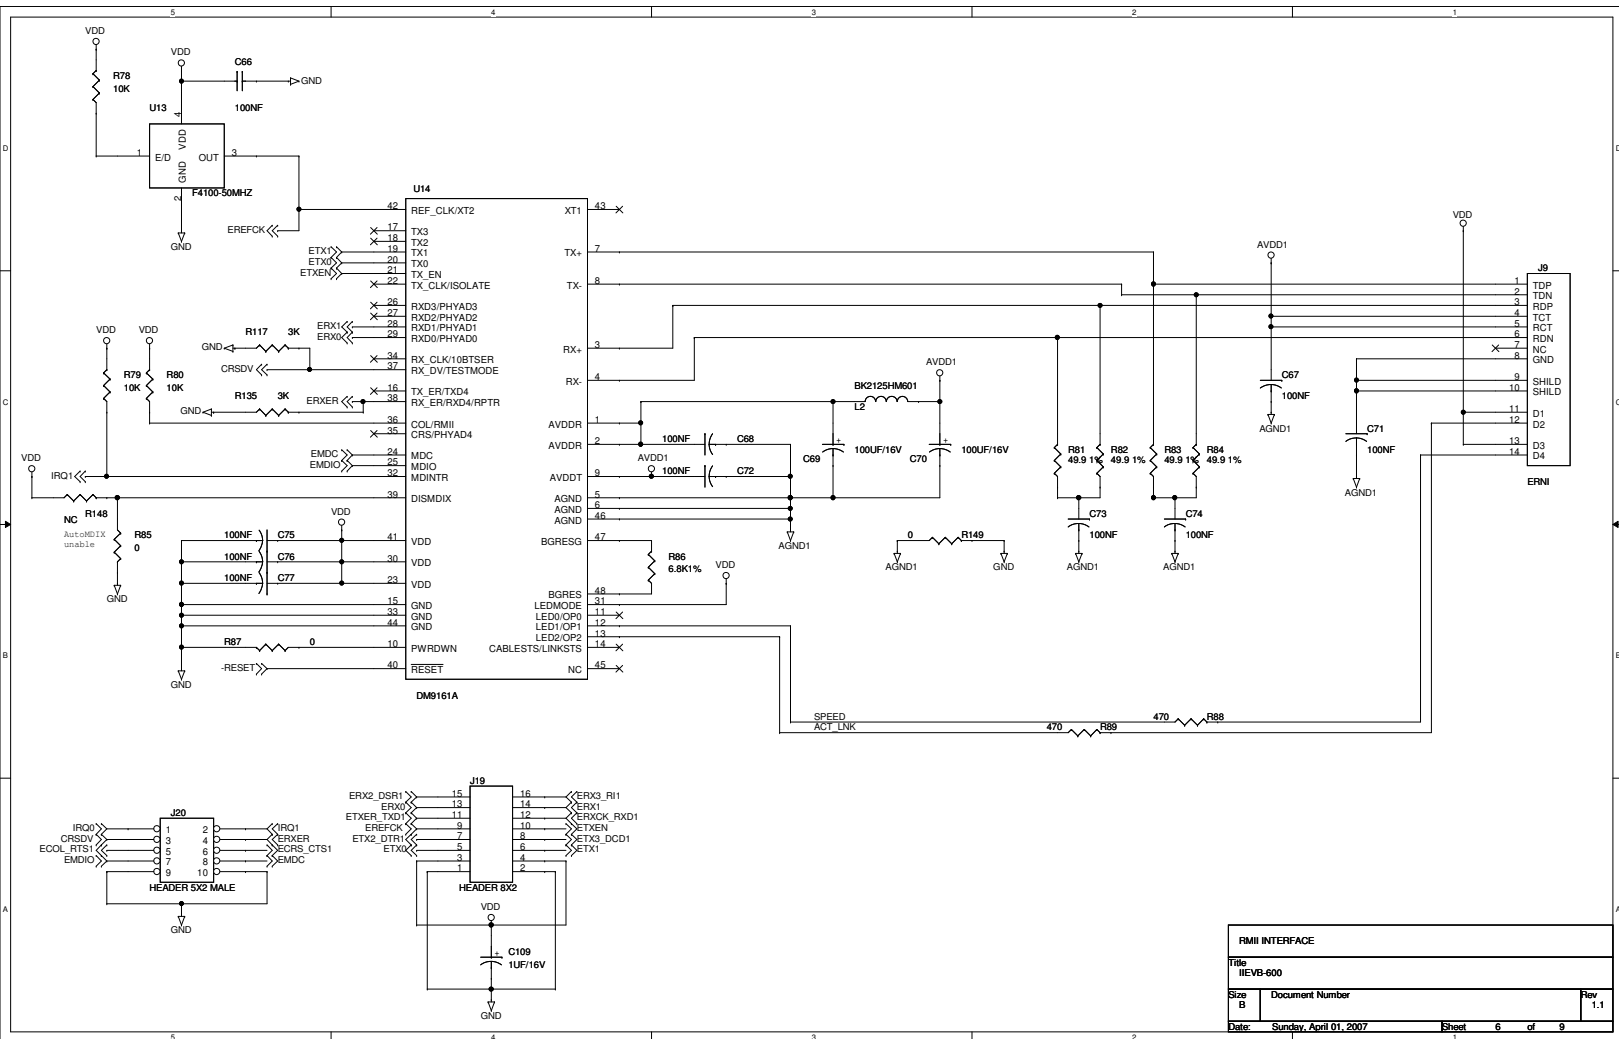 5 4 3 2 1
D
C
B
A
VDD
R78
10K
VDD
C66
100NF
GND
U13
4
VDD
1 E/D OUT 3
GND
2
F4100-50MHZ
GND
EREFCK
U14
42 REF_CLK/XT2
17 TX3
18 TX2
ETX1 19 TX1
ETX0 20 TX0
ETXEN 21 TX_EN
22 TX_CLK/ISOLATE
26 RXD3/PHYAD3
27 RXD2/PHYAD2
ERX1 28 RXD1/PHYAD1
ERX0 29 RXD0/PHYAD0
34 RX_CLK/10BTSER
CRSDV 37 RX_DV/TESTMODE
16 TX_ER/TXD4
ERXER 38 RX_ER/RXD4/RPTR
36 COL/RMII
35 CRS/PHYAD4
EMDC 24 MDC
EMDIO 25 MDIO
IRQ1 32 MDINTR
39 DISMDIX
41 VDD
30 VDD
23 VDD
15 GND
33 GND
44 GND
10 PWRDWN
-RESET 40 RESET
DM9161A
XT1 43
TX+ 7
TX- 8
RX+ 3
RX- 4
AVDDR 1
AVDDR 2
AVDDT 9
AGND 5
AGND 6
AGND 46
BGRESG 47
BGRES 48
LEDMODE 31
LED0/OP0 11
LED1/OP1 12
LED2/OP2 13
CABLESTS/LINKSTS 14
NC 45
R117 3K
GND
R135 3K
GND
VDD VDD
R79
10K
R80
10K
VDD
R148
NC
AutoMDIX
unable
R85
0
GND
VDD
100NF C75
100NF C76
100NF C77
R87 0
GND
100NF C68
AVDD1
100NF C72
BK2125HM601
L2
AVDD1
C69 100UF/16V
C70 100UF/16V
AGND1
R86
6.8K1%
VDD
0 R149
AGND1 GND
R81
49.9 1%
R82
49.9 1%
R83
49.9 1%
R84
49.9 1%
C73
100NF
AGND1
C74
100NF
AGND1
AVDD1
C67
100NF
AGND1
C71
100NF
AGND1
VDD
J9
1 TDP
2 TDN
3 RDP
4 TCT
5 RCT
6 RDN
7 NC
8 GND
9 SHILD
10 SHILD
11 D1
12 D2
13 D3
14 D4
ERNI
SPEED 470 R88
ACT_LNK 470 R89
J20
IRQ0 1 2 IRQ1
CRSDV 3 4 ERXER
ECOL_RTS1 5 6 ECRS_CTS1
EMDIO 7 8 EMDC
9 10
HEADER 5X2 MALE
GND
J19
ERX2_DSR1 15 16 ERX3_RI1
ERX0 13 14 ERX1
ETXER_TXD1 11 12 ERXCK_RXD1
EREFCK 9 10 ETXEN
ETX2_DTR1 7 8 ETX3_DCD1
ETX0 5 6 ETX1
3 4
1 2
HEADER 8X2
VDD
C109
1UF/16V
GND
RMII INTERFACE
Title
IIEVB-600
Size
B
Document Number
Rev
1.1
Date: Sunday, April 01, 2007 Sheet 6 of 9
5 4 3 2 1